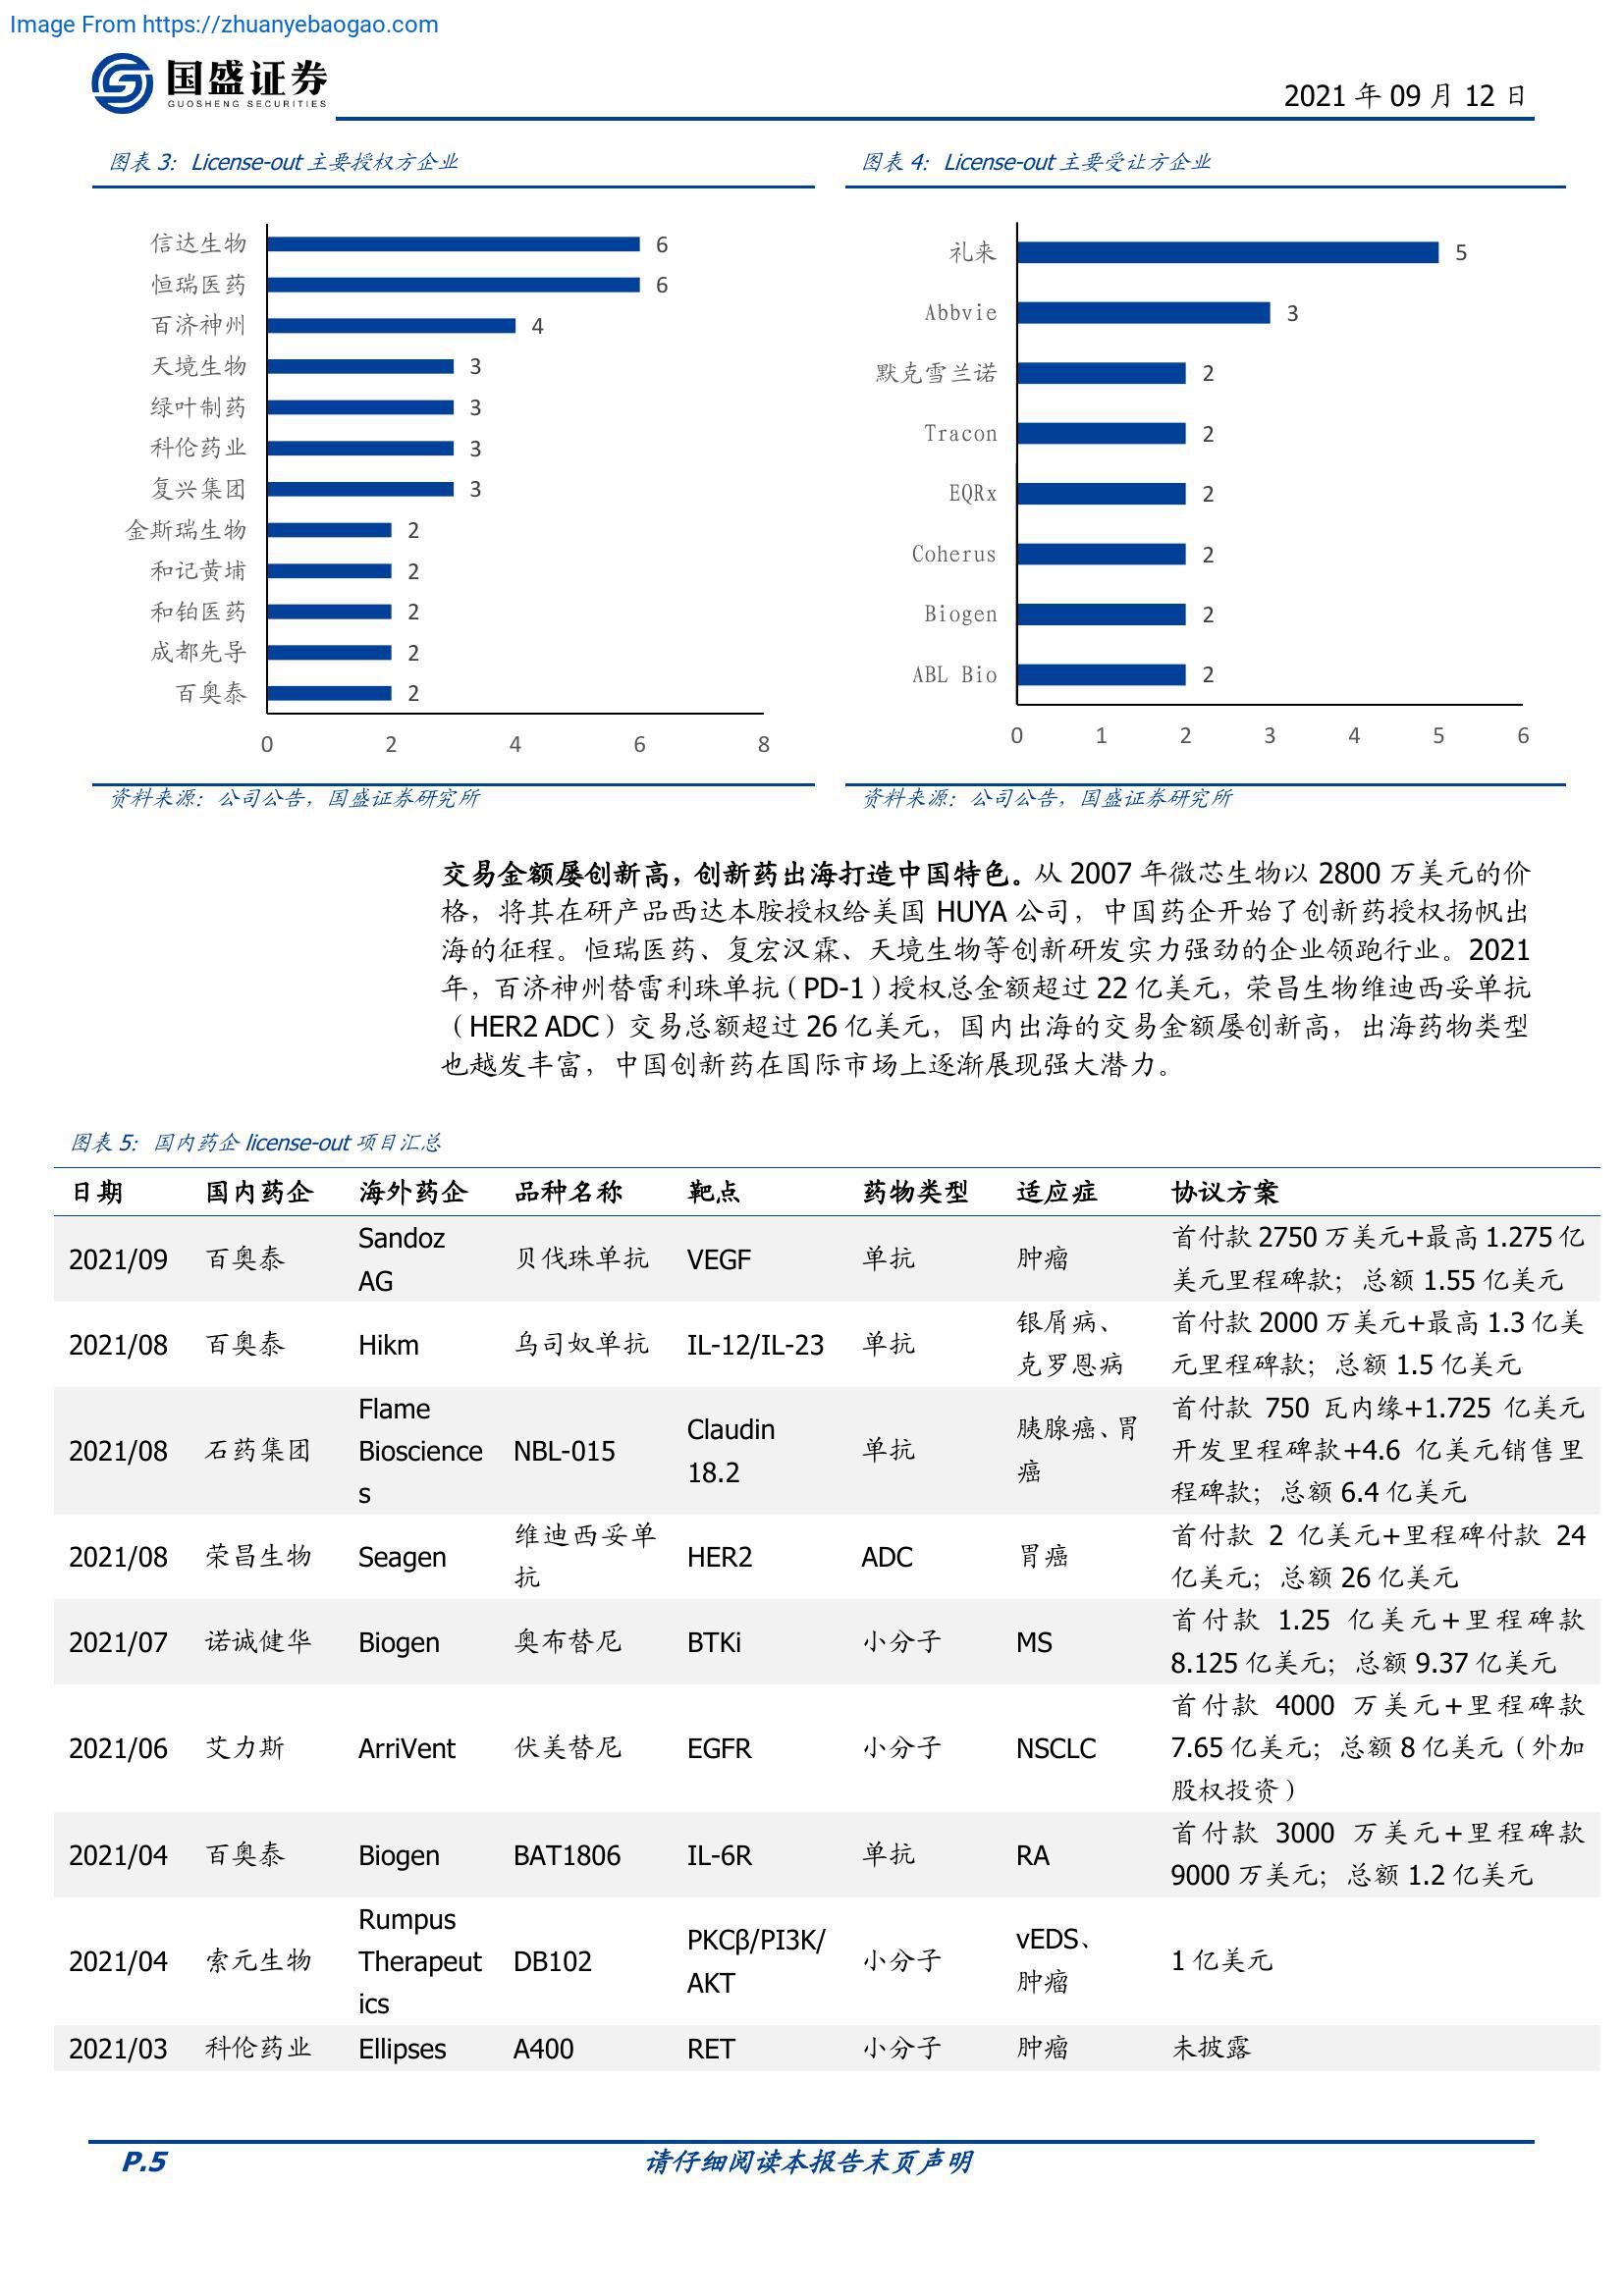 Image From https://zhuanyebaogao.com
国盛证券
GUOSHENG SECURITIES
2021 年 09 月 12 日
图表 3：License-out 主要授权方企业
信达生物 6
恒瑞医药 6
百济神州 4
天境生物 3
绿叶制药 3
科伦药业 3
复兴集团 3
金斯瑞生物 2
和记黄埔 2
和铂医药 2
成都先导 2
百奥泰 2
0 2 4 6 8
资料来源：公司公告，国盛证券研究所
图表 4：License-out 主要受让方企业
礼来 5
Abbvie 3
默克雪兰诺 2
Tracon 2
EQRx 2
Coherus 2
Biogen 2
ABL Bio 2
0 1 2 3 4 5 6
资料来源：公司公告，国盛证券研究所
交易金额屡创新高，创新药出海打造中国特色。从 2007 年微芯生物以 2800 万美元的价
格，将其在研产品西达本胺授权给美国 HUYA 公司，中国药企开始了创新药授权扬帆出
海的征程。恒瑞医药、复宏汉霖、天境生物等创新研发实力强劲的企业领跑行业。2021
年，百济神州替雷利珠单抗（PD-1）授权总金额超过 22 亿美元，荣昌生物维迪西妥单抗
（HER2 ADC）交易总额超过 26 亿美元，国内出海的交易金额屡创新高，出海药物类型
也越发丰富，中国创新药在国际市场上逐渐展现强大潜力。
图表 5：国内药企 license-out 项目汇总
日期 国内药企 海外药企 品种名称 靶点 药物类型 适应症 协议方案
2021/09 百奥泰 Sandoz
AG 贝伐珠单抗 VEGF 单抗 肿瘤 首付款 2750 万美元+最高 1.275 亿
美元里程碑款；总额 1.55 亿美元
2021/08 百奥泰 Hikm 乌司奴单抗 IL-12/IL-23 单抗 银屑病、
克罗恩病 首付款 2000 万美元+最高 1.3 亿美
元里程碑款；总额 1.5 亿美元
2021/08 石药集团 Flame
Bioscience
s NBL-015 Claudin
18.2 单抗 胰腺癌、胃
癌 首付款 750 瓦内缘+1.725 亿美元
开发里程碑款+4.6 亿美元销售里
程碑款；总额 6.4 亿美元
2021/08 荣昌生物 Seagen 维迪西妥单
抗 HER2 ADC 胃癌 首付款 2 亿美元+里程碑付款 24
亿美元；总额 26 亿美元
2021/07 诺诚健华 Biogen 奥布替尼 BTKi 小分子 MS 首付款 1.25 亿美元+里程碑款
8.125 亿美元；总额 9.37 亿美元
2021/06 艾力斯 ArriVent 伏美替尼 EGFR 小分子 NSCLC 首付款 4000 万美元+里程碑款
7.65 亿美元；总额 8 亿美元（外加
股权投资）
2021/04 百奥泰 Biogen BAT1806 IL-6R 单抗 RA 首付款 3000 万美元+里程碑款
9000 万美元；总额 1.2 亿美元
2021/04 索元生物 Rumpus
Therapeut
ics DB102 PKCβ/PI3K/
AKT 小分子 vEDS、
肿瘤 1 亿美元
2021/03 科伦药业 Ellipses A400 RET 小分子 肿瘤 未披露
P.5
请仔细阅读本报告末页声明